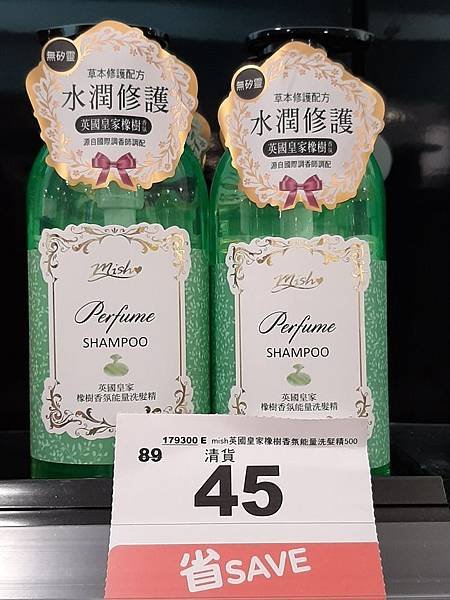 無矽靈
草本修護配方
水潤修護
英國皇家橡樹香氛
源自國際調香師調配
mish
Perfume
SHAMPOO
英國皇家
橡樹香氛能量洗髮精
無矽靈
草本修護配方
水潤修護
英國皇家橡樹香氛
源自國際調香師調配
mish
Perfume
SHAMPOO
英國皇家
橡樹香氛能量洗髮精
179300 E mish英國皇家橡樹香氛能量洗髮精500
89 清貨
45
省SAVE